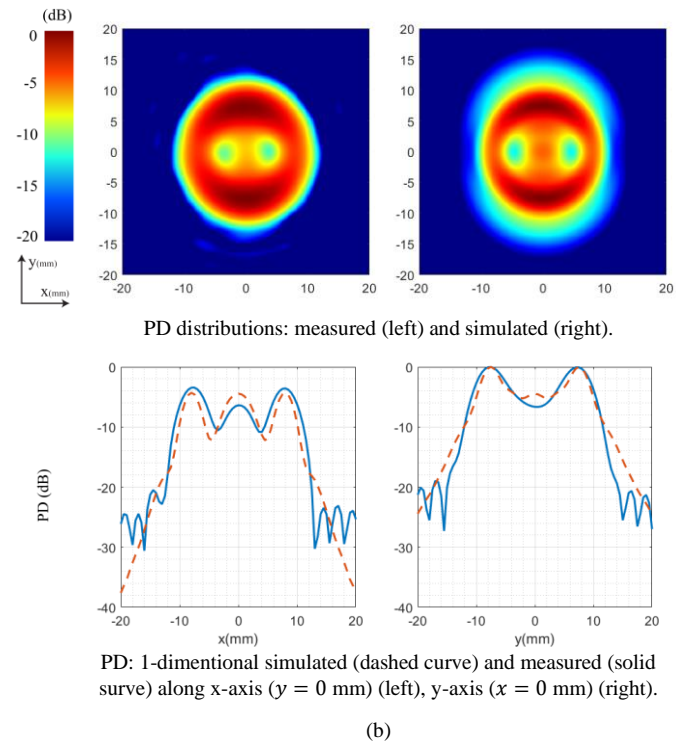 (dB)
0
-5
-10
-15
-20
y(mm)
x(mm)
20
15
10
5
0
-5
-10
-15
-20
-20 -10 0 10 20
20
15
10
5
0
-5
-10
-15
-20
-20 -10 0 10 20
PD distributions: measured (left) and simulated (right).
PD (dB)
0
-10
-20
-30
-40
-20 -10 0 10 20
x(mm)
0
-10
-20
-30
-40
-20 -10 0 10 20
y(mm)
PD: 1-dimentional simulated (dashed curve) and measured (solid
surve) along x-axis (y = 0 mm) (left), y-axis (x = 0 mm) (right).
(b)